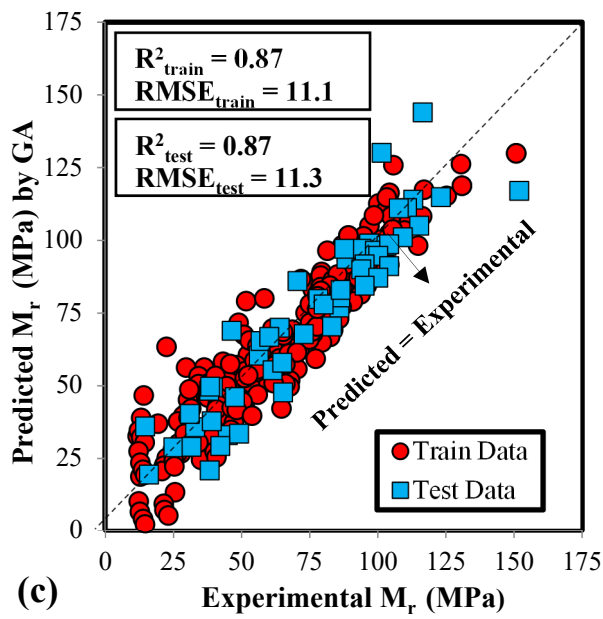 175
150
125
100
75
50
25
0
Predicted Mr (MPa) by GA
R²train = 0.87
RMSEtrain = 11.1
R²test = 0.87
RMSEtest = 11.3
Predicted = Experimental
Train Data
Test Data
0 25 50 75 100 125 150 175
(c)
Experimental Mr (MPa)